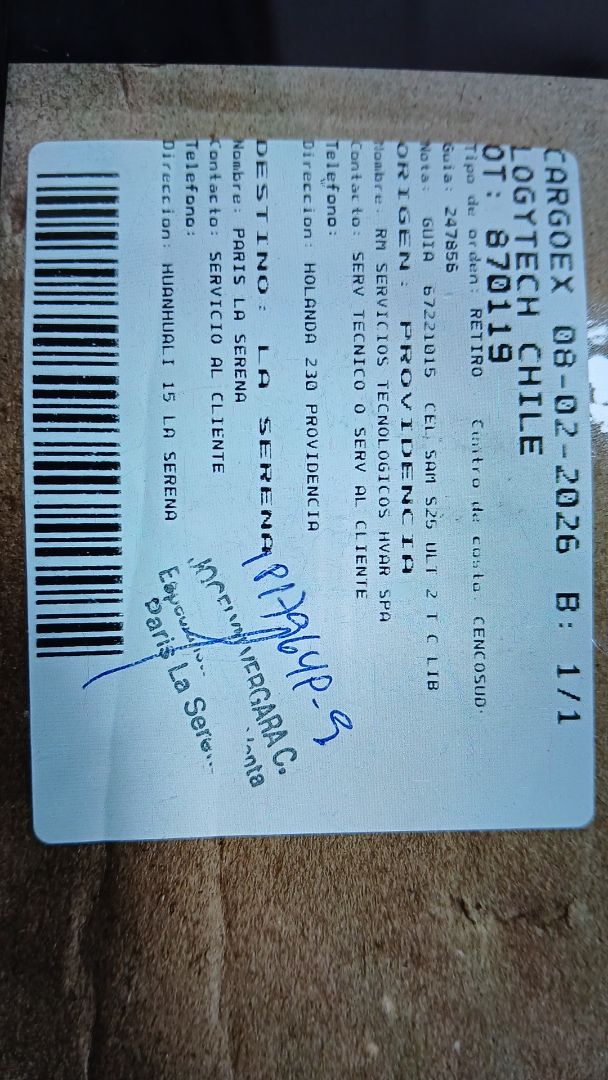 CARGOEX 08-02-2026 B: 1/1
LOGYTECH CHILE
OT: 870119
Tipo de orden: RETIRO Centro de costo CENCOSUD
Guia: 247856
Nota: GUIA 67221015 CEL, SAM S25 ULT 2 T C LIB
ORIGEN: PROVIDENCIA
Nombre: RM SERVICIOS TECNOLOGICOS HVAR SPA
Contacto: SERV TECNICO O SERV AL CLIENTE
Telefono:
Direccion: HOLANDA 230 PROVIDENCIA
DESTINO: LA SERENA
Nombre: PARIS LA SERENA
Contacto: SERVICIO AL CLIENTE
Telefono:
Direccion: HUANHUALI 15 LA SERENA
VERGARA C.
Paris La